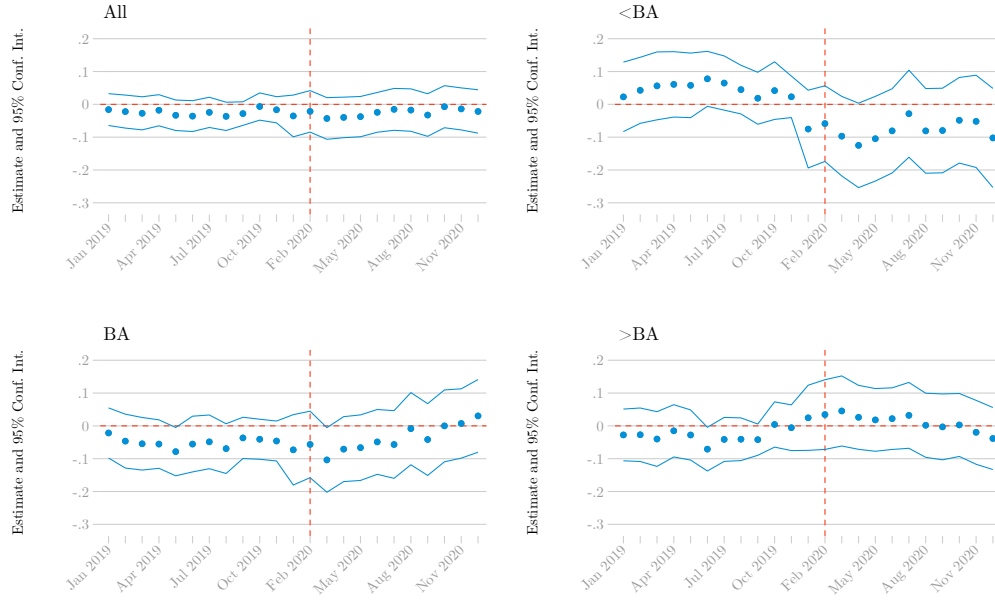 All
Estimate and 95% Conf. Int.
.2
.1
0
-.1
-.2
-.3
Jan 2019
Apr 2019
Jul 2019
Oct 2019
Feb 2020
May 2020
Aug 2020
Nov 2020
<BA
Estimate and 95% Conf. Int.
.2
.1
0
-.1
-.2
-.3
Jan 2019
Apr 2019
Jul 2019
Oct 2019
Feb 2020
May 2020
Aug 2020
Nov 2020
BA
Estimate and 95% Conf. Int.
.2
.1
0
-.1
-.2
-.3
Jan 2019
Apr 2019
Jul 2019
Oct 2019
Feb 2020
May 2020
Aug 2020
Nov 2020
>BA
Estimate and 95% Conf. Int.
.2
.1
0
-.1
-.2
-.3
Jan 2019
Apr 2019
Jul 2019
Oct 2019
Feb 2020
May 2020
Aug 2020
Nov 2020